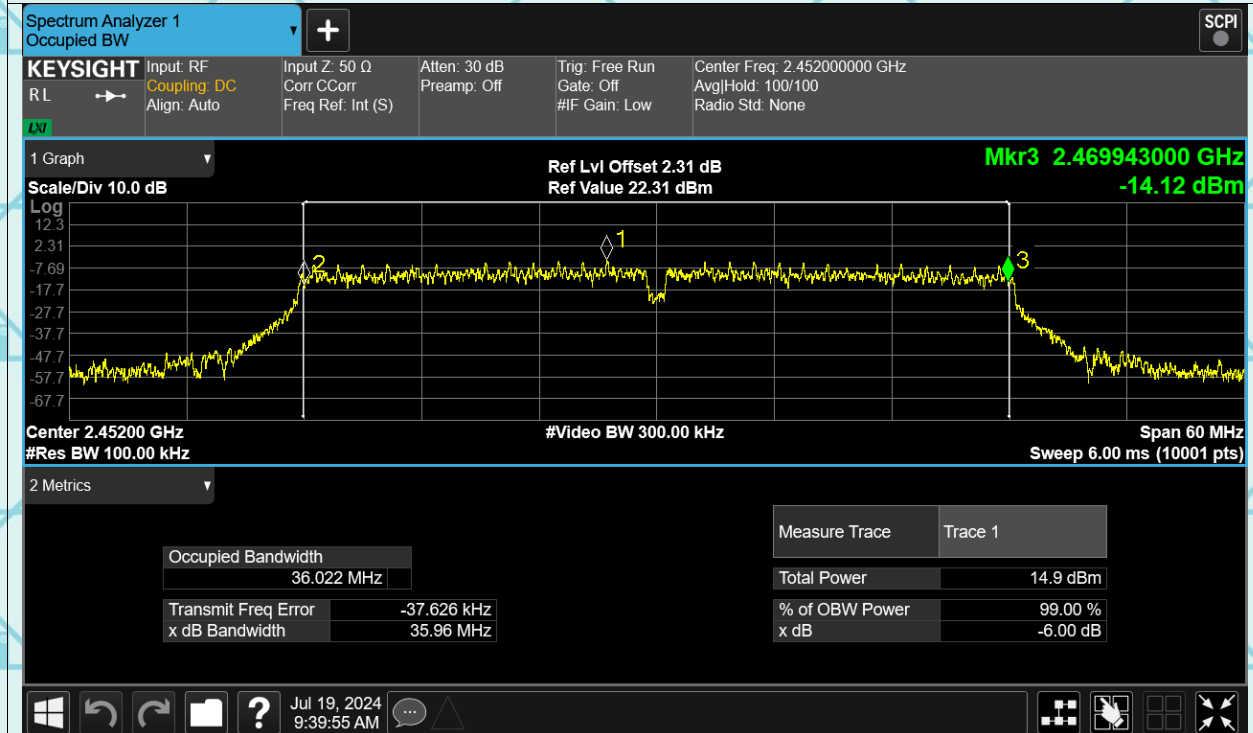 Spectrum Analyzer 1
Occupied BW
+
SCPI
KEYSIGHT
RL
LXI
Input: RF
Coupling: DC
Align: Auto
Input Z: 50 Ω
Corr CCorr
Freq Ref: Int (S)
Atten: 30 dB
Preamp: Off
Trig: Free Run
Gate: Off
#IF Gain: Low
Center Freq: 2.452000000 GHz
Avg|Hold: 100/100
Radio Std: None
1 Graph
Scale/Div 10.0 dB
Ref Lvl Offset 2.31 dB
Ref Value 22.31 dBm
Mkr3 2.469943000 GHz
-14.12 dBm
Log
12.3
2.31
-7.69
-17.7
-27.7
-37.7
-47.7
-57.7
-67.7
1
2
3
Center 2.45200 GHz
#Video BW 300.00 kHz
Span 60 MHz
#Res BW 100.00 kHz
Sweep 6.00 ms (10001 pts)
2 Metrics
Occupied Bandwidth
36.022 MHz
Transmit Freq Error -37.626 kHz
x dB Bandwidth 35.96 MHz
Measure Trace Trace 1
Total Power 14.9 dBm
% of OBW Power 99.00 %
x dB -6.00 dB
?
Jul 19, 2024
9:39:55 AM